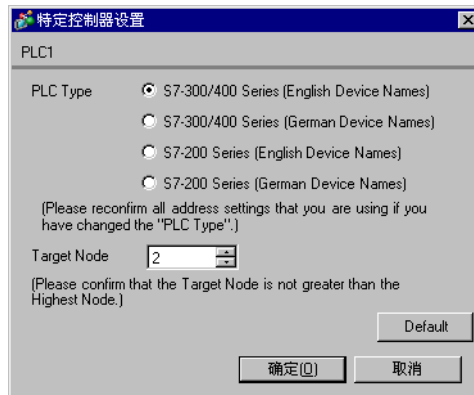 特定控制器设置
PLC1
PLC Type
S7-300/400 Series (English Device Names)
S7-300/400 Series (German Device Names)
S7-200 Series (English Device Names)
S7-200 Series (German Device Names)
(Please reconfirm all address settings that you are using if you
have changed the "PLC Type".)
Target Node 2
(Please confirm that the Target Node is not greater than the
Highest Node.)
Default
确定(O) 取消